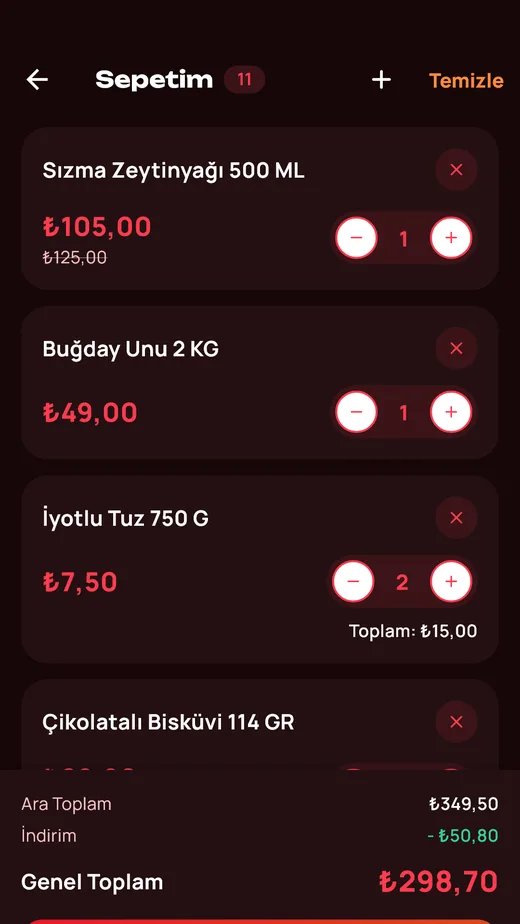 Sepetim 11 Temizle
Sızma Zeytinyağı 500 ML
₺105,00
₺125,00
1
Buğday Unu 2 KG
₺49,00
1
İyotlu Tuz 750 G
₺7,50
2
Toplam: ₺15,00
Çikolatalı Bisküvi 114 GR
Ara Toplam ₺349,50
İndirim - ₺50,80
Genel Toplam ₺298,70